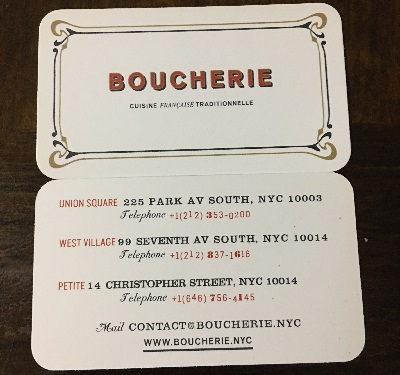 BOUCHERIE
CUISINE FRANÇAISE TRADITIONNELLE
UNION SQUARE 225 PARK AV SOUTH, NYC 10003
Telephone +1(212) 353-0200
WEST VILLAGE 99 SEVENTH AV SOUTH, NYC 10014
Telephone +1(212) 837-1616
PETITE 14 CHRISTOPHER STREET, NYC 10014
Telephone +1(646) 756-4145
Mail CONTACT@BOUCHERIE.NYC
WWW.BOUCHERIE.NYC